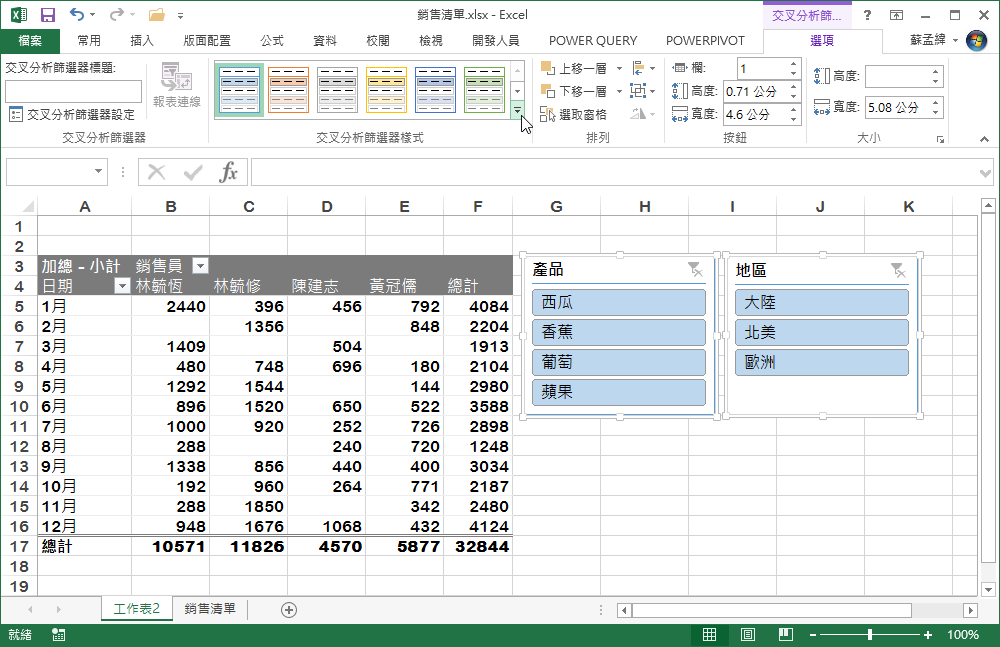 銷售清單.xlsx - Excel
交叉分析篩...
?
檔案 常用 插入 版面配置 公式 資料 校閱 檢視 開發人員 POWER QUERY POWERPIVOT 選項 蘇孟緯
交叉分析篩選器標題:
交叉分析篩選器設定
報表連線
交叉分析篩選器
交叉分析篩選器樣式
上移一層
下移一層
選取窗格
排列
欄: 1
高度: 0.71 公分
寬度: 4.6 公分
按鈕
高度:
寬度: 5.08 公分
大小
fx
A B C D E F G H I J K
1
2
3 加總 - 小計 銷售員
4 日期 林毓恆 林毓修 陳建志 黃冠儒 總計
5 1月 2440 396 456 792 4084
6 2月 1356 848 2204
7 3月 1409 504 1913
8 4月 480 748 696 180 2104
9 5月 1292 1544 144 2980
10 6月 896 1520 650 522 3588
11 7月 1000 920 252 726 2898
12 8月 288 240 720 1248
13 9月 1338 856 440 400 3034
14 10月 192 960 264 771 2187
15 11月 288 1850 342 2480
16 12月 948 1676 1068 432 4124
17 總計 10571 11826 4570 5877 32844
18
19
產品
西瓜
香蕉
葡萄
蘋果
地區
大陸
北美
歐洲
工作表2 銷售清單
就緒 100%